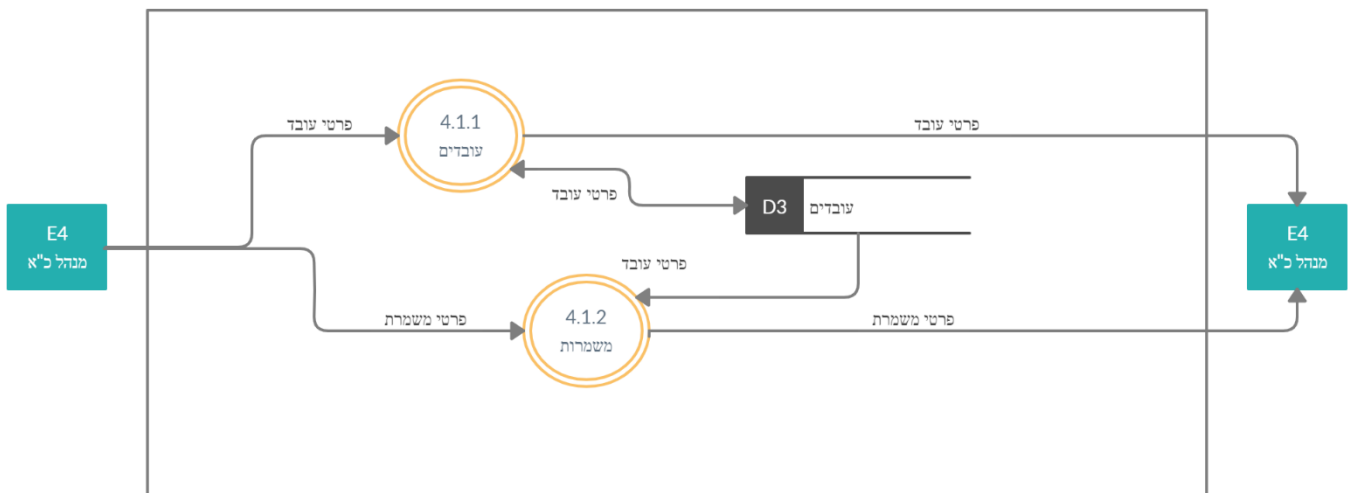 4.1.1
עובדים
פרטי עובד
פרטי עובד
פרטי עובד
D3
עובדים
E4
מנהל כ"א
E4
מנהל כ"א
פרטי עובד
4.1.2
משמרות
פרטי משמרת
פרטי משמרת